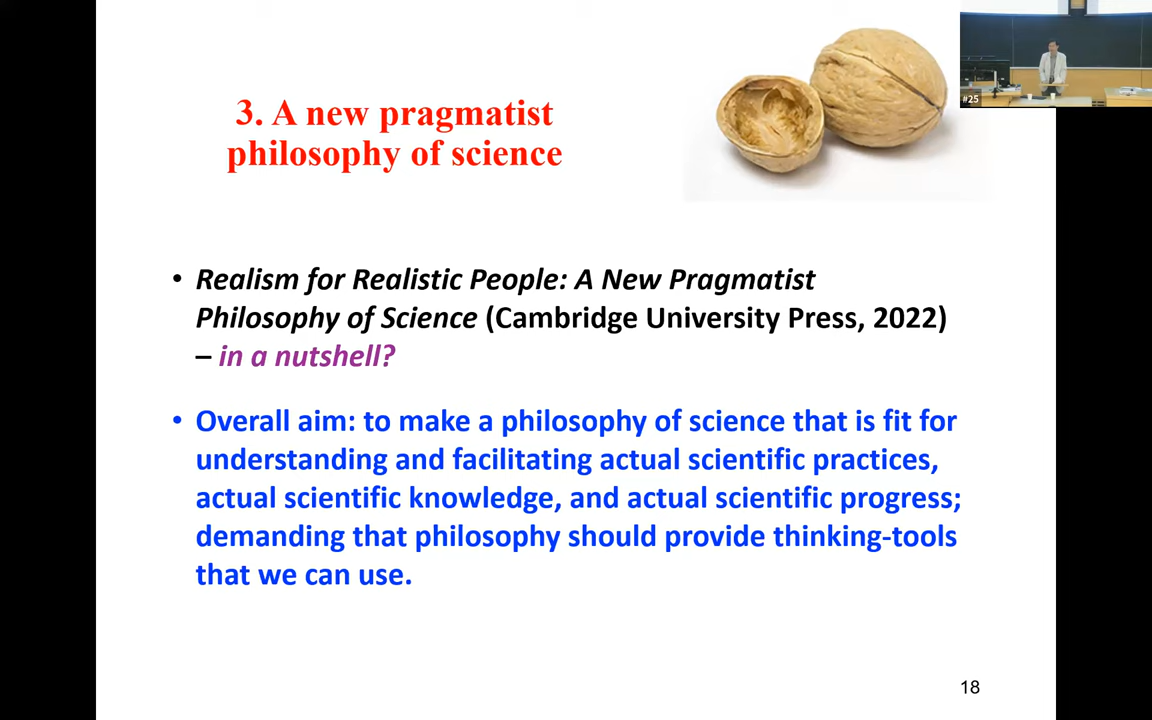 3. A new pragmatist
philosophy of science
#25
• Realism for Realistic People: A New Pragmatist
Philosophy of Science (Cambridge University Press, 2022)
– in a nutshell?
• Overall aim: to make a philosophy of science that is fit for
understanding and facilitating actual scientific practices,
actual scientific knowledge, and actual scientific progress;
demanding that philosophy should provide thinking-tools
that we can use.
18